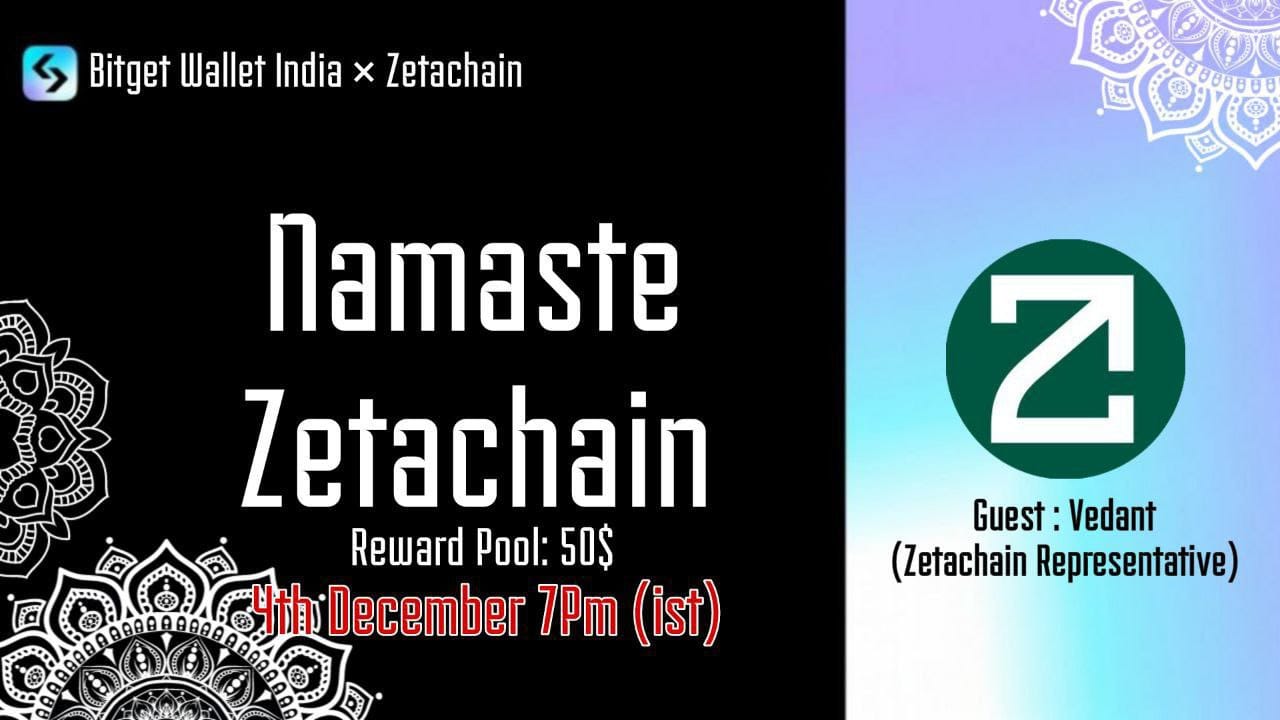 Bitget Wallet India × Zetachain
Namaste
Zetachain
Reward Pool: 50$
4th December 7Pm (ist)
Guest : Vedant
(Zetachain Representative)